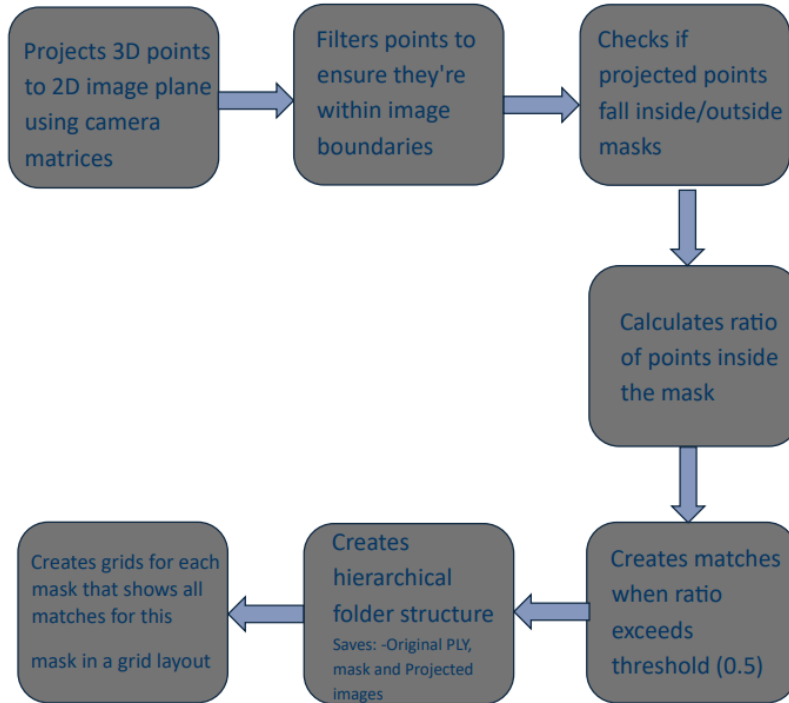 Projects 3D points
to 2D image plane
using camera
matrices
Filters points to
ensure they're
within image
boundaries
Checks if
projected points
fall inside/outside
masks
Calculates ratio
of points inside
the mask
Creates matches
when ratio
exceeds
threshold (0.5)
Creates
hierarchical
folder structure
Saves: -Original PLY,
mask and Projected
images
Creates grids for each
mask that shows all
matches for this
mask in a grid layout